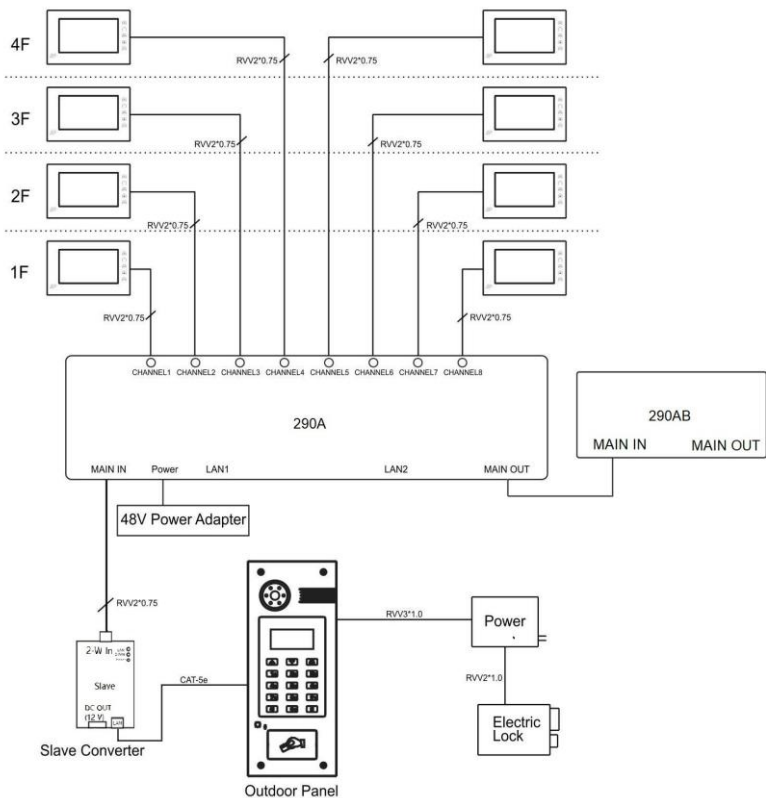 4F
RVV2*0.75 RVV2*0.75
3F
RVV2*0.75 RVV2*0.75
2F
RVV2*0.75 RVV2*0.75
1F
RVV2*0.75 RVV2*0.75
CHANNEL1 CHANNEL2 CHANNEL3 CHANNEL4 CHANNEL5 CHANNEL6 CHANNEL7 CHANNEL8
290A
290AB
MAIN IN MAIN OUT
MAIN IN Power LAN1 LAN2 MAIN OUT
48V Power Adapter
RVV2*0.75
RVV3*1.0
Power
2-W In
Slave
CAT-5e
RVV2*1.0
DC OUT
(12 V)
LAN
Electric
Lock
Slave Converter
Outdoor Panel